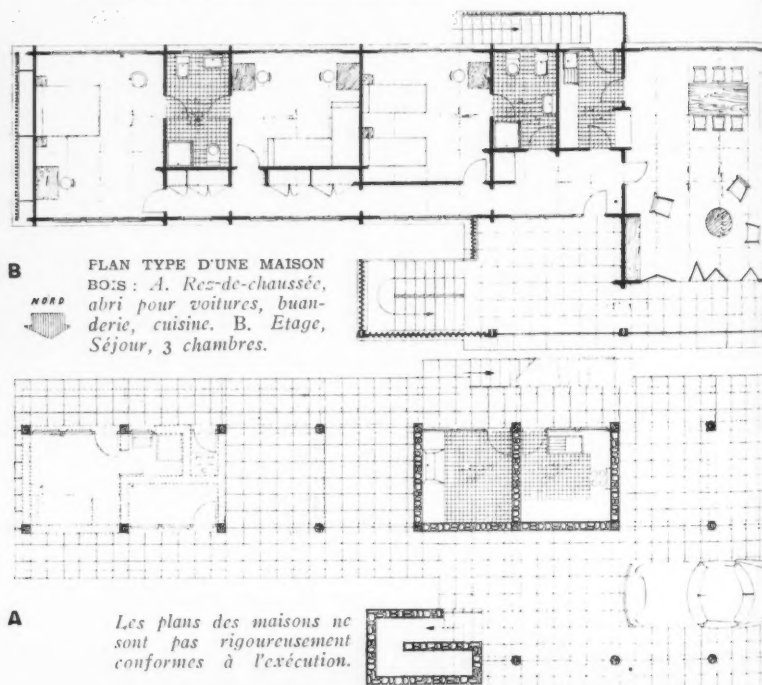 B
PLAN TYPE D'UNE MAISON
BOIS : A. Rez-de-chaussée,
abri pour voitures, buan-
derie, cuisine. B. Etage,
Séjour, 3 chambres.
NORD
A
Les plans des maisons ne
sont pas rigoureusement
conformes à l'exécution.